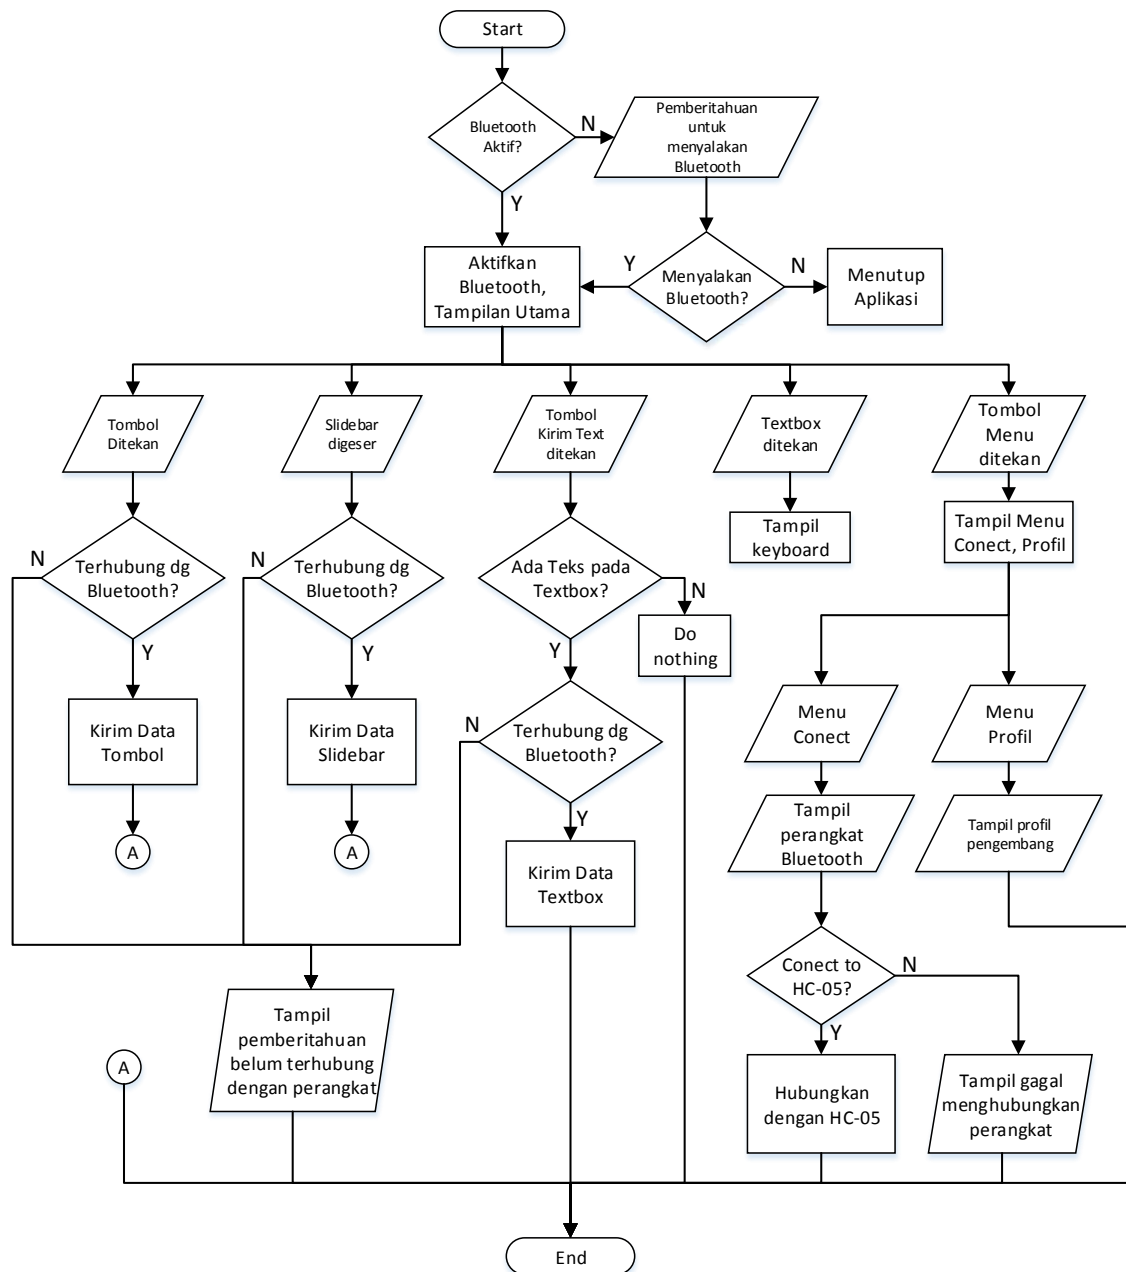 Start
Bluetooth
Aktif?
N
Pemberitahuan
untuk
menyalakan
Bluetooth
Y
Aktifkan
Bluetooth,
Tampilan Utama
Y
Menyalakan
Bluetooth?
N
Menutup
Aplikasi
Tombol
Ditekan
Slidebar
digeser
Tombol
Kirim Text
ditekan
Textbox
ditekan
Tombol
Menu
ditekan
N
Terhubung dg
Bluetooth?
Y
N
Terhubung dg
Bluetooth?
Y
Ada Teks pada
Textbox?
N
Y
Do
nothing
Tampil
keyboard
Tampil Menu
Conect, Profil
Kirim Data
Tombol
Kirim Data
Slidebar
N
Terhubung dg
Bluetooth?
Y
Menu
Conect
Menu
Profil
A
A
Kirim Data
Textbox
Tampil
perangkat
Bluetooth
Tampil profil
pengembang
Conect to
HC-05?
N
Y
A
Tampil
pemberitahuan
belum terhubung
dengan perangkat
Hubungkan
dengan HC-05
Tampil gagal
menghubungkan
perangkat
End